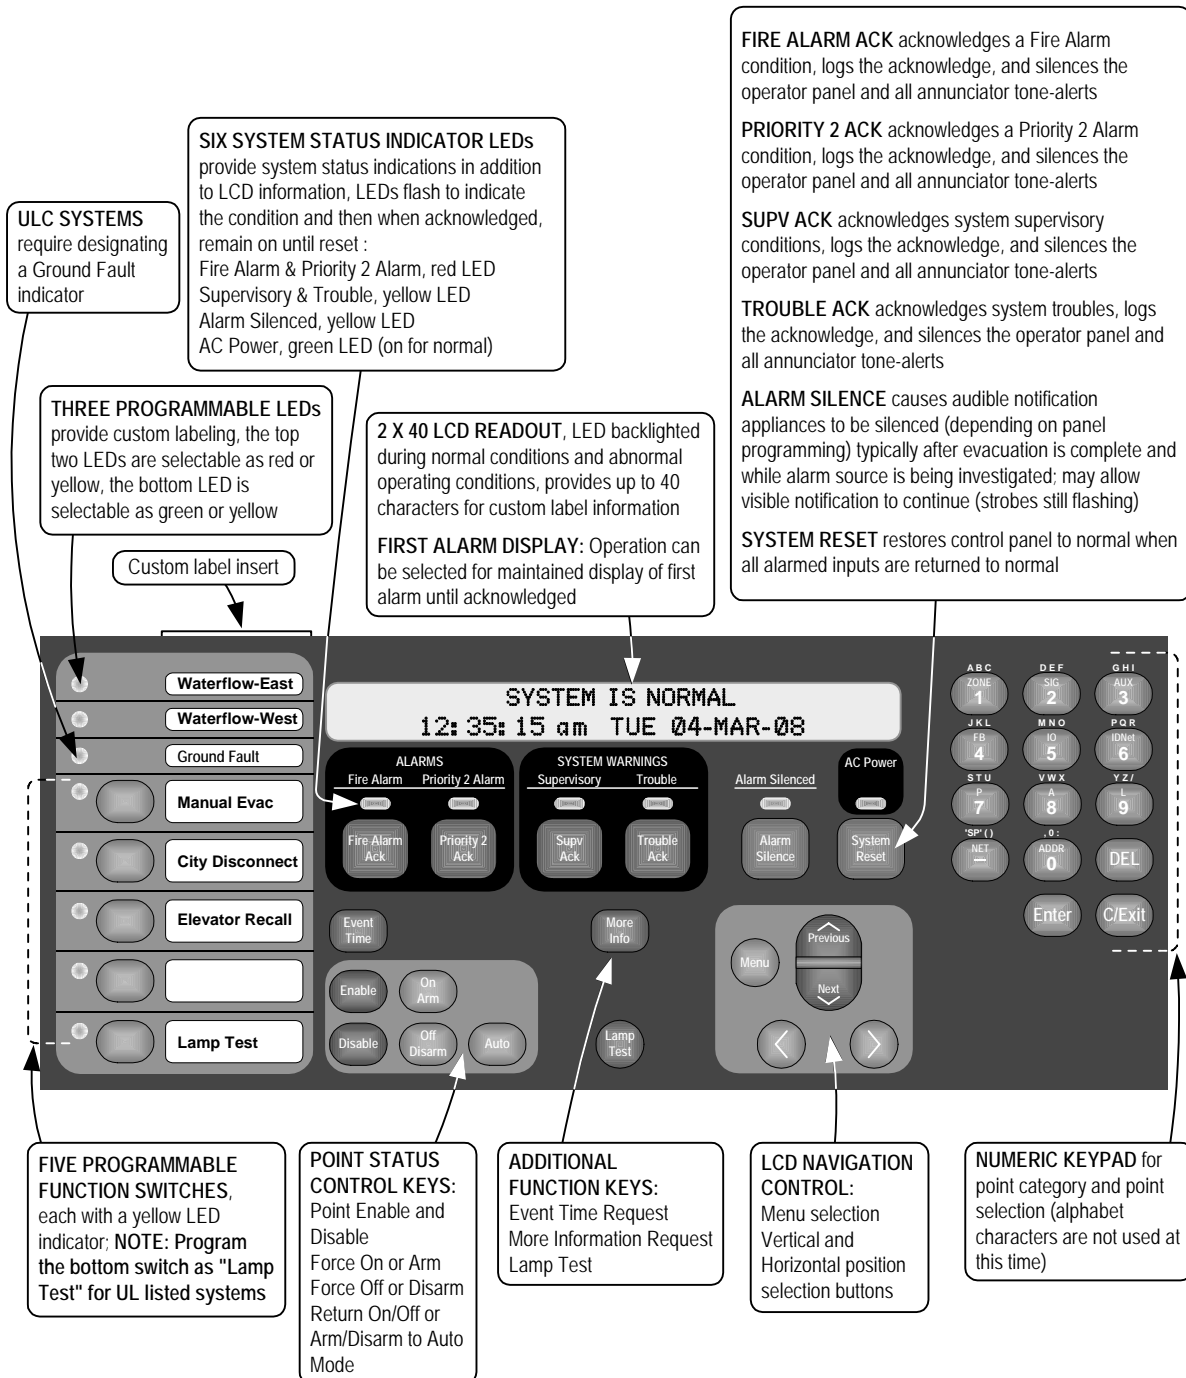 FIRE ALARM ACK acknowledges a Fire Alarm
condition, logs the acknowledge, and silences the
operator panel and all annunciator tone-alerts
PRIORITY 2 ACK acknowledges a Priority 2 Alarm
condition, logs the acknowledge, and silences the
operator panel and all annunciator tone-alerts
SUPV ACK acknowledges system supervisory
conditions, logs the acknowledge, and silences the
operator panel and all annunciator tone-alerts
TROUBLE ACK acknowledges system troubles, logs
the acknowledge, and silences the operator panel and
all annunciator tone-alerts
ALARM SILENCE causes audible notification
appliances to be silenced (depending on panel
programming) typically after evacuation is complete and
while alarm source is being investigated; may allow
visible notification to continue (strobes still flashing)
SYSTEM RESET restores control panel to normal when
all alarmed inputs are returned to normal
SIX SYSTEM STATUS INDICATOR LEDs
provide system status indications in addition
to LCD information, LEDs flash to indicate
the condition and then when acknowledged,
remain on until reset :
Fire Alarm & Priority 2 Alarm, red LED
Supervisory & Trouble, yellow LED
Alarm Silenced, yellow LED
AC Power, green LED (on for normal)
ULC SYSTEMS
require designating
a Ground Fault
indicator
THREE PROGRAMMABLE LEDs
provide custom labeling, the top
two LEDs are selectable as red or
yellow, the bottom LED is
selectable as green or yellow
2 X 40 LCD READOUT, LED backlighted
during normal conditions and abnormal
operating conditions, provides up to 40
characters for custom label information
FIRST ALARM DISPLAY: Operation can
be selected for maintained display of first
alarm until acknowledged
Custom label insert
Waterflow-East
Waterflow-West
Ground Fault
Manual Evac
City Disconnect
Elevator Recall
Lamp Test
SYSTEM IS NORMAL
12:35:15 am TUE 04-MAR-08
ALARMS
Fire Alarm Priority 2 Alarm
SYSTEM WARNINGS
Supervisory Trouble
Alarm Silenced
AC Power
Fire Alarm
Ack
Priority 2
Ack
Supv
Ack
Trouble
Ack
Alarm
Silence
System
Reset
Event
Time
More
Info
Enable
On
Arm
Disable
Off
Disarm
Auto
Lamp
Test
Menu
Previous
Next
A B C
ZONE
1
D E F
SIG
2
G H I
AUX
3
J K L
FB
4
M N O
IO
5
P Q R
IDNet
6
S T U
P
7
V W X
A
8
Y Z /
L
9
'SP' ( )
NET
–
, 0 :
ADDR
0
DEL
Enter
C/Exit
FIVE PROGRAMMABLE
FUNCTION SWITCHES,
each with a yellow LED
indicator; NOTE: Program
the bottom switch as "Lamp
Test" for UL listed systems
POINT STATUS
CONTROL KEYS:
Point Enable and
Disable
Force On or Arm
Force Off or Disarm
Return On/Off or
Arm/Disarm to Auto
Mode
ADDITIONAL
FUNCTION KEYS:
Event Time Request
More Information Request
Lamp Test
LCD NAVIGATION
CONTROL:
Menu selection
Vertical and
Horizontal position
selection buttons
NUMERIC KEYPAD for
point category and point
selection (alphabet
characters are not used at
this time)